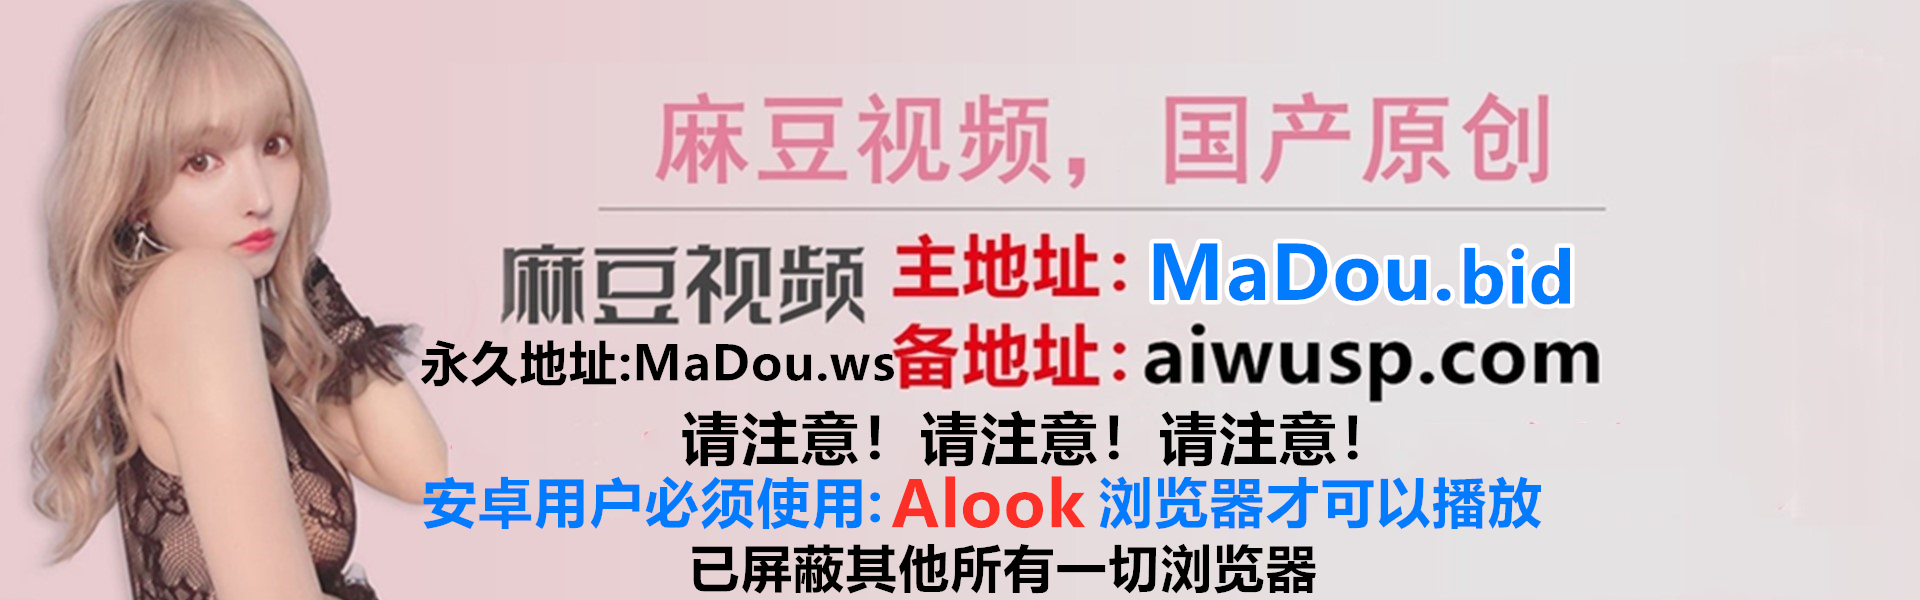 麻豆视频，国产原创
麻豆视频 主地址：MaDou.bid
永久地址:MaDou.ws 备地址：aiwusp.com
请注意！请注意！请注意！
安卓用户必须使用：Alook 浏览器才可以播放
已屏蔽其他所有一切浏览器